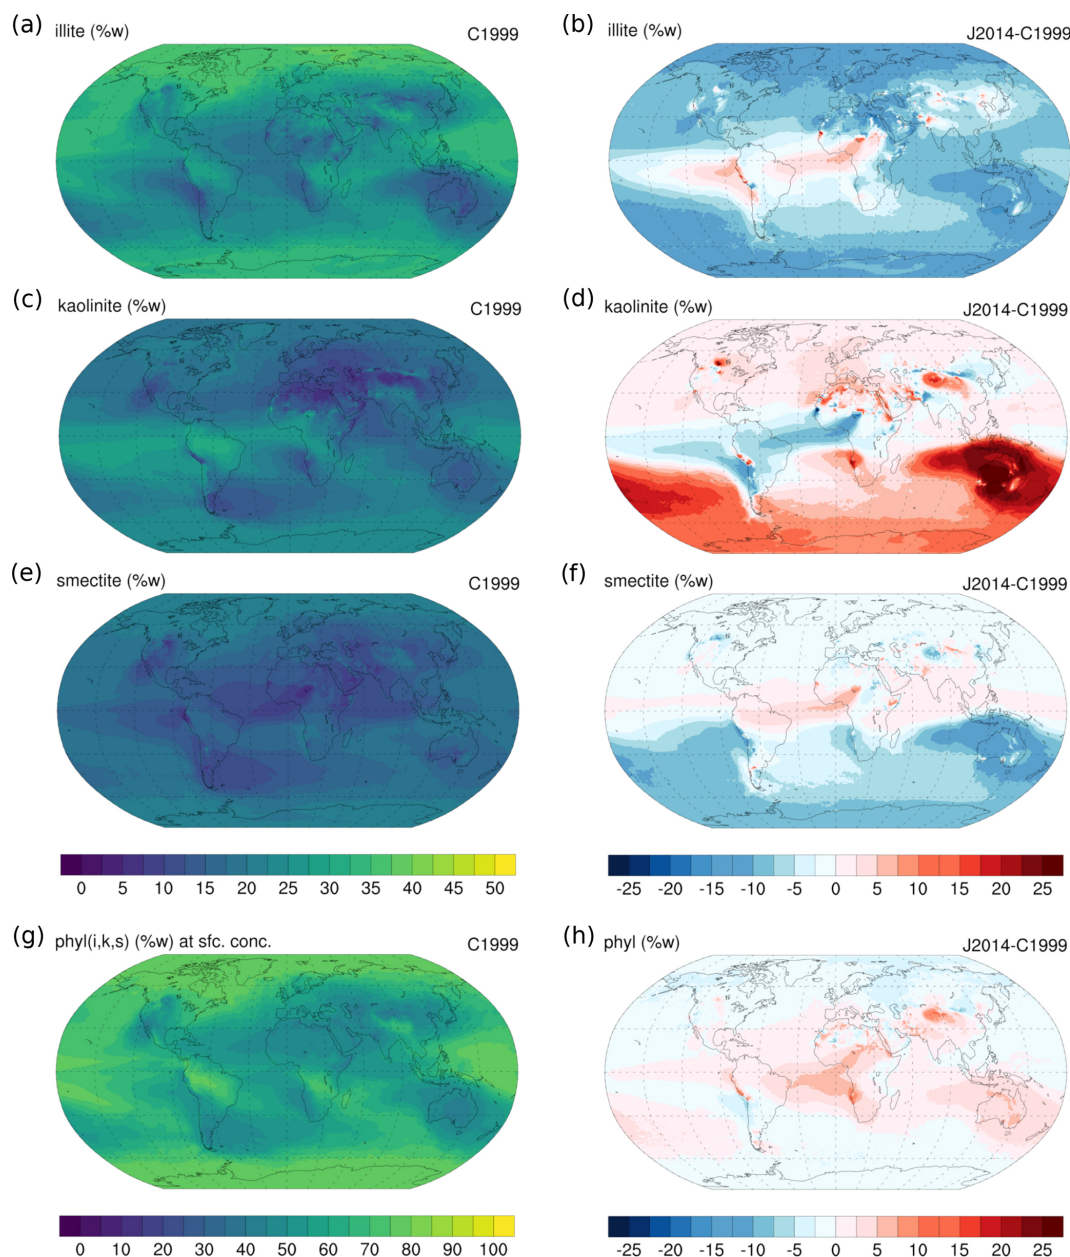 (a) illite (%w) C1999
(b) illite (%w) J2014-C1999
(c) kaolinite (%w) C1999
(d) kaolinite (%w) J2014-C1999
(e) smectite (%w) C1999
(f) smectite (%w) J2014-C1999
0 5 10 15 20 25 30 35 40 45 50
-25 -20 -15 -10 -5 0 5 10 15 20 25
(g) phyl(i,k,s) (%w) at sfc. conc. C1999
(h) phyl (%w) J2014-C1999
0 10 20 30 40 50 60 70 80 90 100
-25 -20 -15 -10 -5 0 5 10 15 20 25